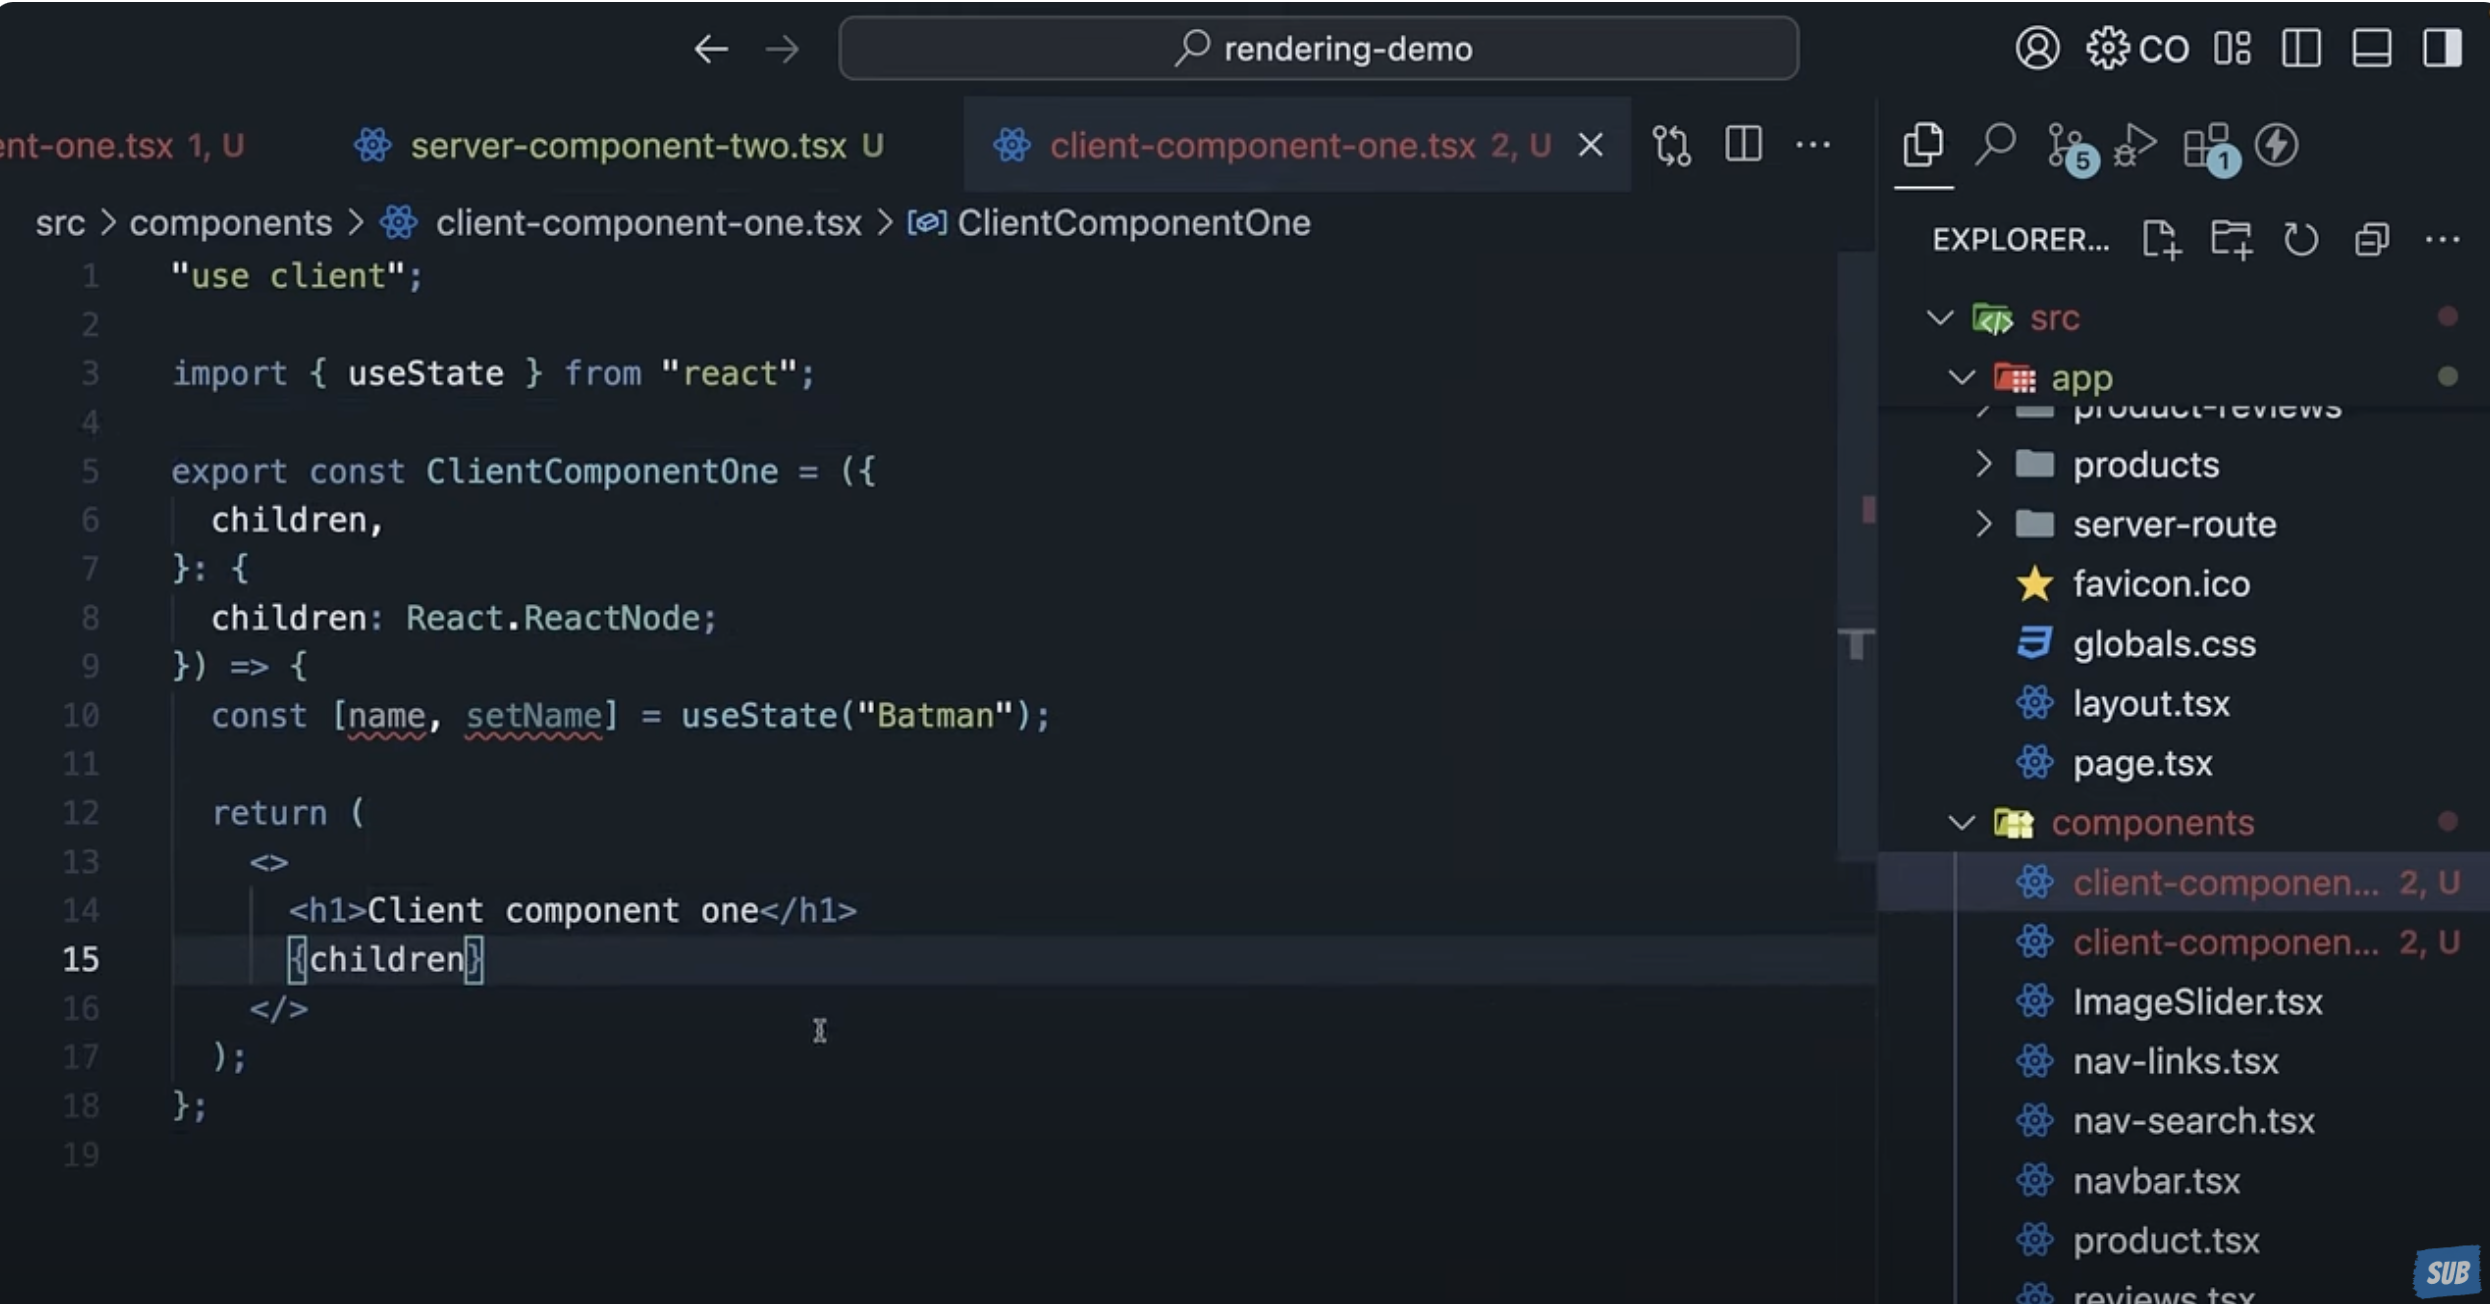 rendering-demo
CO
ent-one.tsx 1, U
server-component-two.tsx U
client-component-one.tsx 2, U
5
1
src > components > client-component-one.tsx > ClientComponentOne
1 "use client";
2
3 import { useState } from "react";
4
5 export const ClientComponentOne = ({
6 children,
7 }: {
8 children: React.ReactNode;
9 }) => {
10 const [name, setName] = useState("Batman");
11
12 return (
13 <>
14 <h1>Client component one</h1>
15 {children}
16 </>
17 );
18 };
19
EXPLORER...
src
app
product-reviews
products
server-route
favicon.ico
globals.css
layout.tsx
page.tsx
components
client-componen... 2, U
client-componen... 2, U
ImageSlider.tsx
nav-links.tsx
nav-search.tsx
navbar.tsx
product.tsx
reviews.tsx
SUB